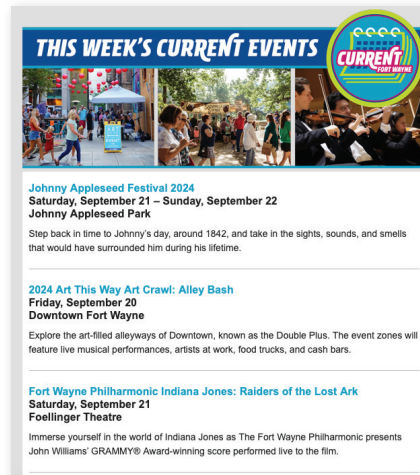 THIS WEEK'S CURRENT EVENTS
CURRENT
FORT WAYNE
ART
Johnny Appleseed Festival 2024
Saturday, September 21 – Sunday, September 22
Johnny Appleseed Park
Step back in time to Johnny's day, around 1842, and take in the sights, sounds, and smells
that would have surrounded him during his lifetime.
2024 Art This Way Art Crawl: Alley Bash
Friday, September 20
Downtown Fort Wayne
Explore the art-filled alleyways of Downtown, known as the Double Plus. The event zones will
feature live musical performances, artists at work, food trucks, and cash bars.
Fort Wayne Philharmonic Indiana Jones: Raiders of the Lost Ark
Saturday, September 21
Foellinger Theatre
Immerse yourself in the world of Indiana Jones as The Fort Wayne Philharmonic presents
John Williams' GRAMMY® Award-winning score performed live to the film.